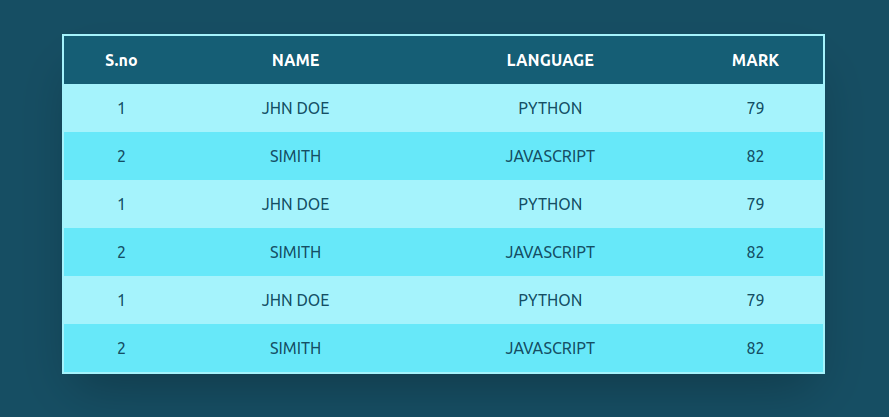 S.no NAME LANGUAGE MARK
1 JHN DOE PYTHON 79
2 SIMITH JAVASCRIPT 82
1 JHN DOE PYTHON 79
2 SIMITH JAVASCRIPT 82
1 JHN DOE PYTHON 79
2 SIMITH JAVASCRIPT 82